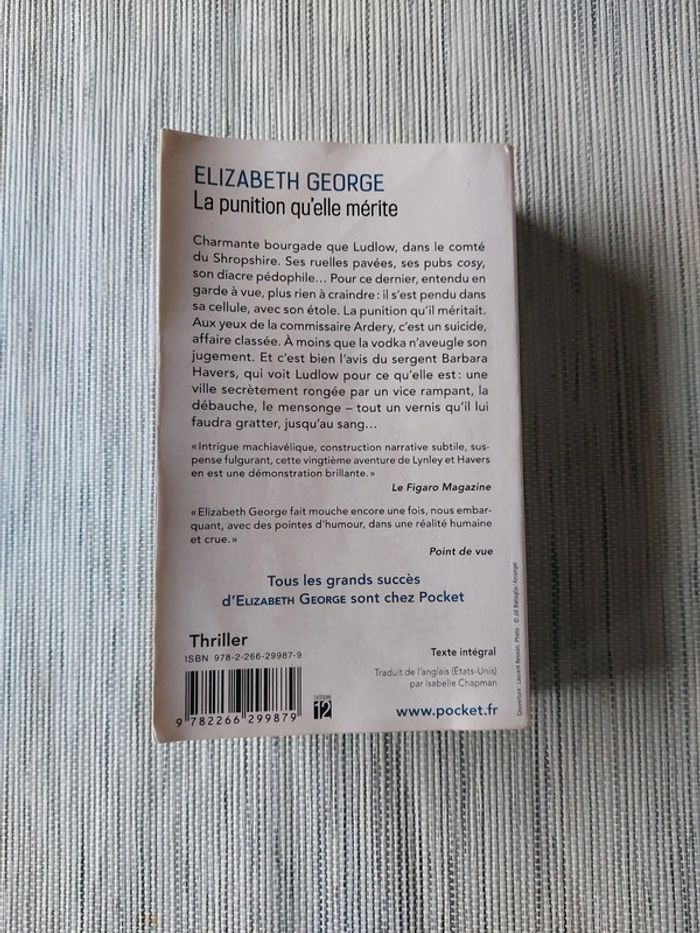 ELIZABETH GEORGE
La punition qu'elle mérite
Charmante bourgade que Ludlow, dans le comté
du Shropshire. Ses ruelles pavées, ses pubs cosy,
son diacre pédophile... Pour ce dernier, entendu en
garde à vue, plus rien à craindre : il s'est pendu dans
sa cellule, avec son étole. La punition qu'il méritait.
Aux yeux de la commissaire Ardery, c'est un suicide,
affaire classée. À moins que la vodka n'aveugle son
jugement. Et c'est bien l'avis du sergent Barbara
Havers, qui voit Ludlow pour ce qu'elle est : une
ville secrètement rongée par un vice rampant, la
débauche, le mensonge – tout un vernis qu'il lui
faudra gratter, jusqu'au sang...
« Intrigue machiavélique, construction narrative subtile, sus-
pense fulgurant, cette vingtième aventure de Lynley et Havers
en est une démonstration brillante. »
Le Figaro Magazine
« Elizabeth George fait mouche encore une fois, nous embar-
quant, avec des pointes d'humour, dans une réalité humaine
et crue. »
Point de vue
Tous les grands succès
d'ELIZABETH GEORGE sont chez Pocket
Thriller
ISBN 978-2-266-29987-9
9 782266 299879
CATÉGORIE
12
Texte intégral
Traduit de l'anglais (États-Unis)
par Isabelle Chapman
www.pocket.fr
Couverture : Laurent Besson. Photo : © Jill Battaglia / Arcangel